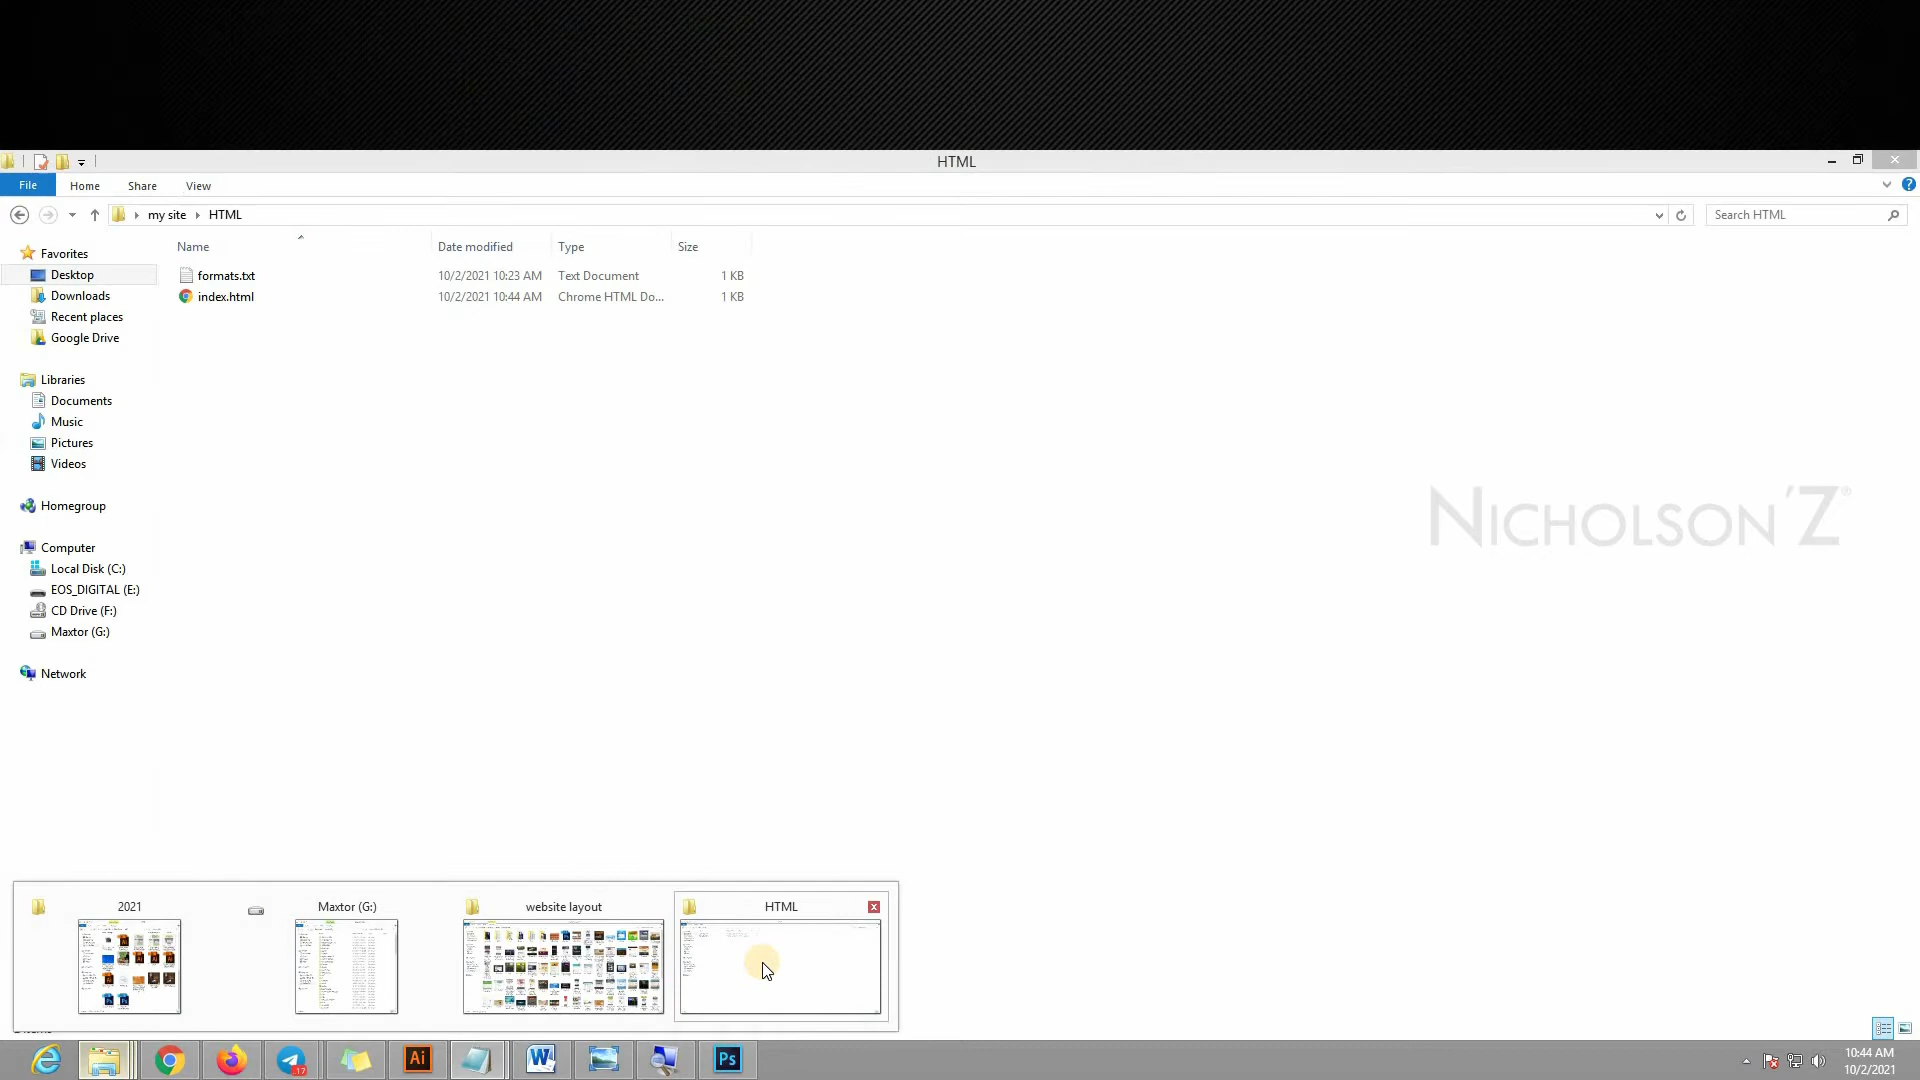 HTML
File Home Share View
my site HTML
Search HTML
Name Date modified Type Size
formats.txt 10/2/2021 10:23 AM Text Document 1 KB
index.html 10/2/2021 10:44 AM Chrome HTML Do... 1 KB
Favorites
Desktop
Downloads
Recent places
Google Drive
Libraries
Documents
Music
Pictures
Videos
Homegroup
Computer
Local Disk (C:)
EOS_DIGITAL (E:)
CD Drive (F:)
Maxtor (G:)
Network
NICHOLSON'Z®
2021 Maxtor (G:) website layout HTML
17
Ai
W
Ps
10:44 AM
10/2/2021